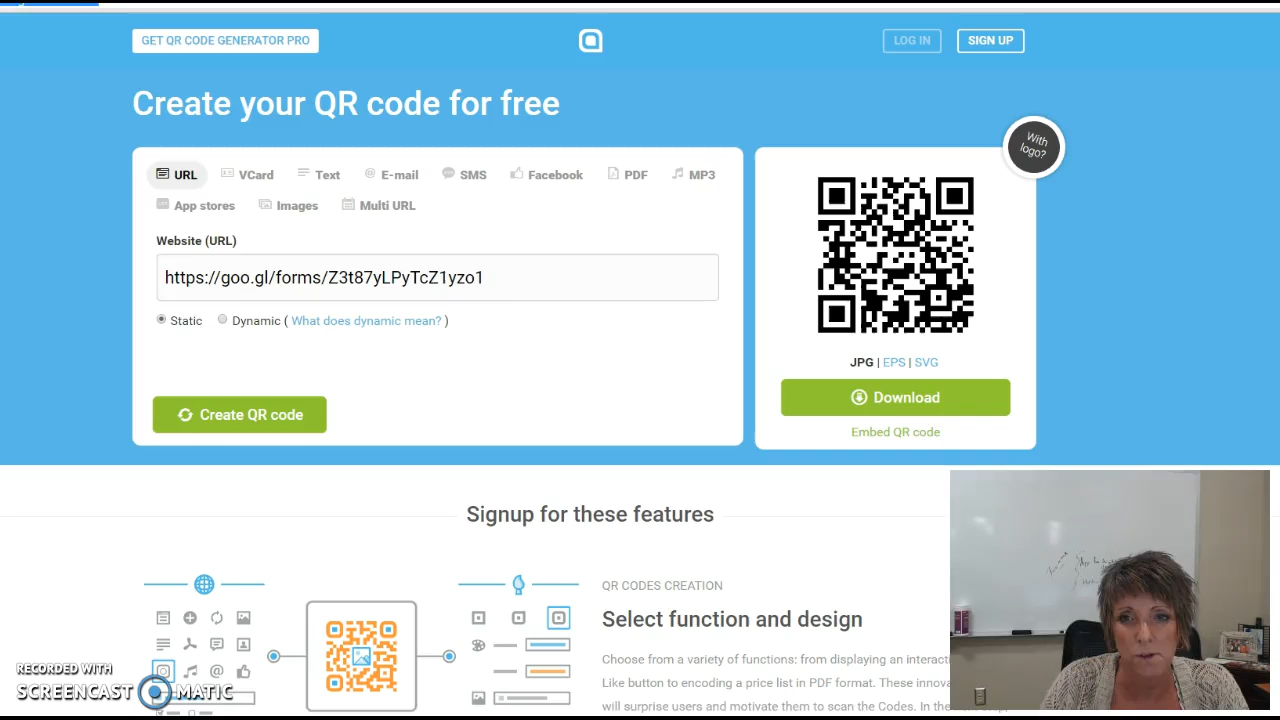 GET QR CODE GENERATOR PRO
LOG IN
SIGN UP
Create your QR code for free
With
logo?
URL
VCard
Text
E-mail
SMS
Facebook
PDF
MP3
App stores
Images
Multi URL
Website (URL)
https://goo.gl/forms/Z3t87yLPyTcZ1yzo1
Static
Dynamic ( What does dynamic mean? )
Create QR code
JPG | EPS | SVG
Download
Embed QR code
Signup for these features
QR CODES CREATION
Select function and design
Choose from a variety of functions: from displaying an interacti
Like button to encoding a price list in PDF format. These innova
will surprise users and motivate them to scan the Codes. In the
RECORDED WITH
SCREENCAST MATIC